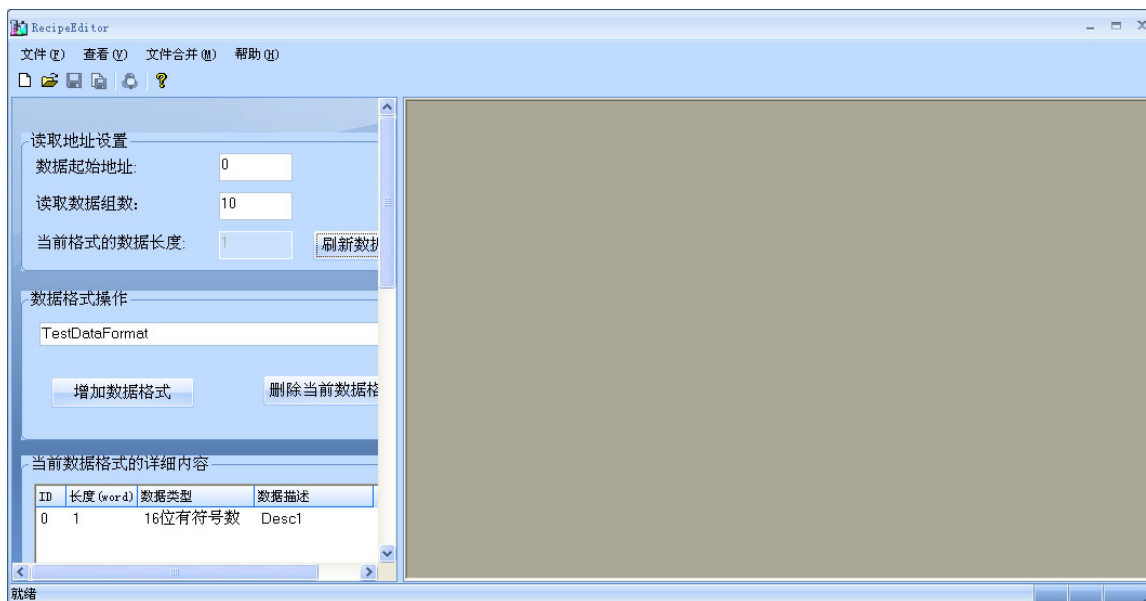 RecipeEditor
文件(F) 查看(V) 文件合并(M) 帮助(H)
读取地址设置
数据起始地址: 0
读取数据组数: 10
当前格式的数据长度: 1 刷新数据
数据格式操作
TestDataFormat
增加数据格式 删除当前数据格
当前数据格式的详细内容
ID 长度(word) 数据类型 数据描述
0 1 16位有符号数 Desc1
就绪